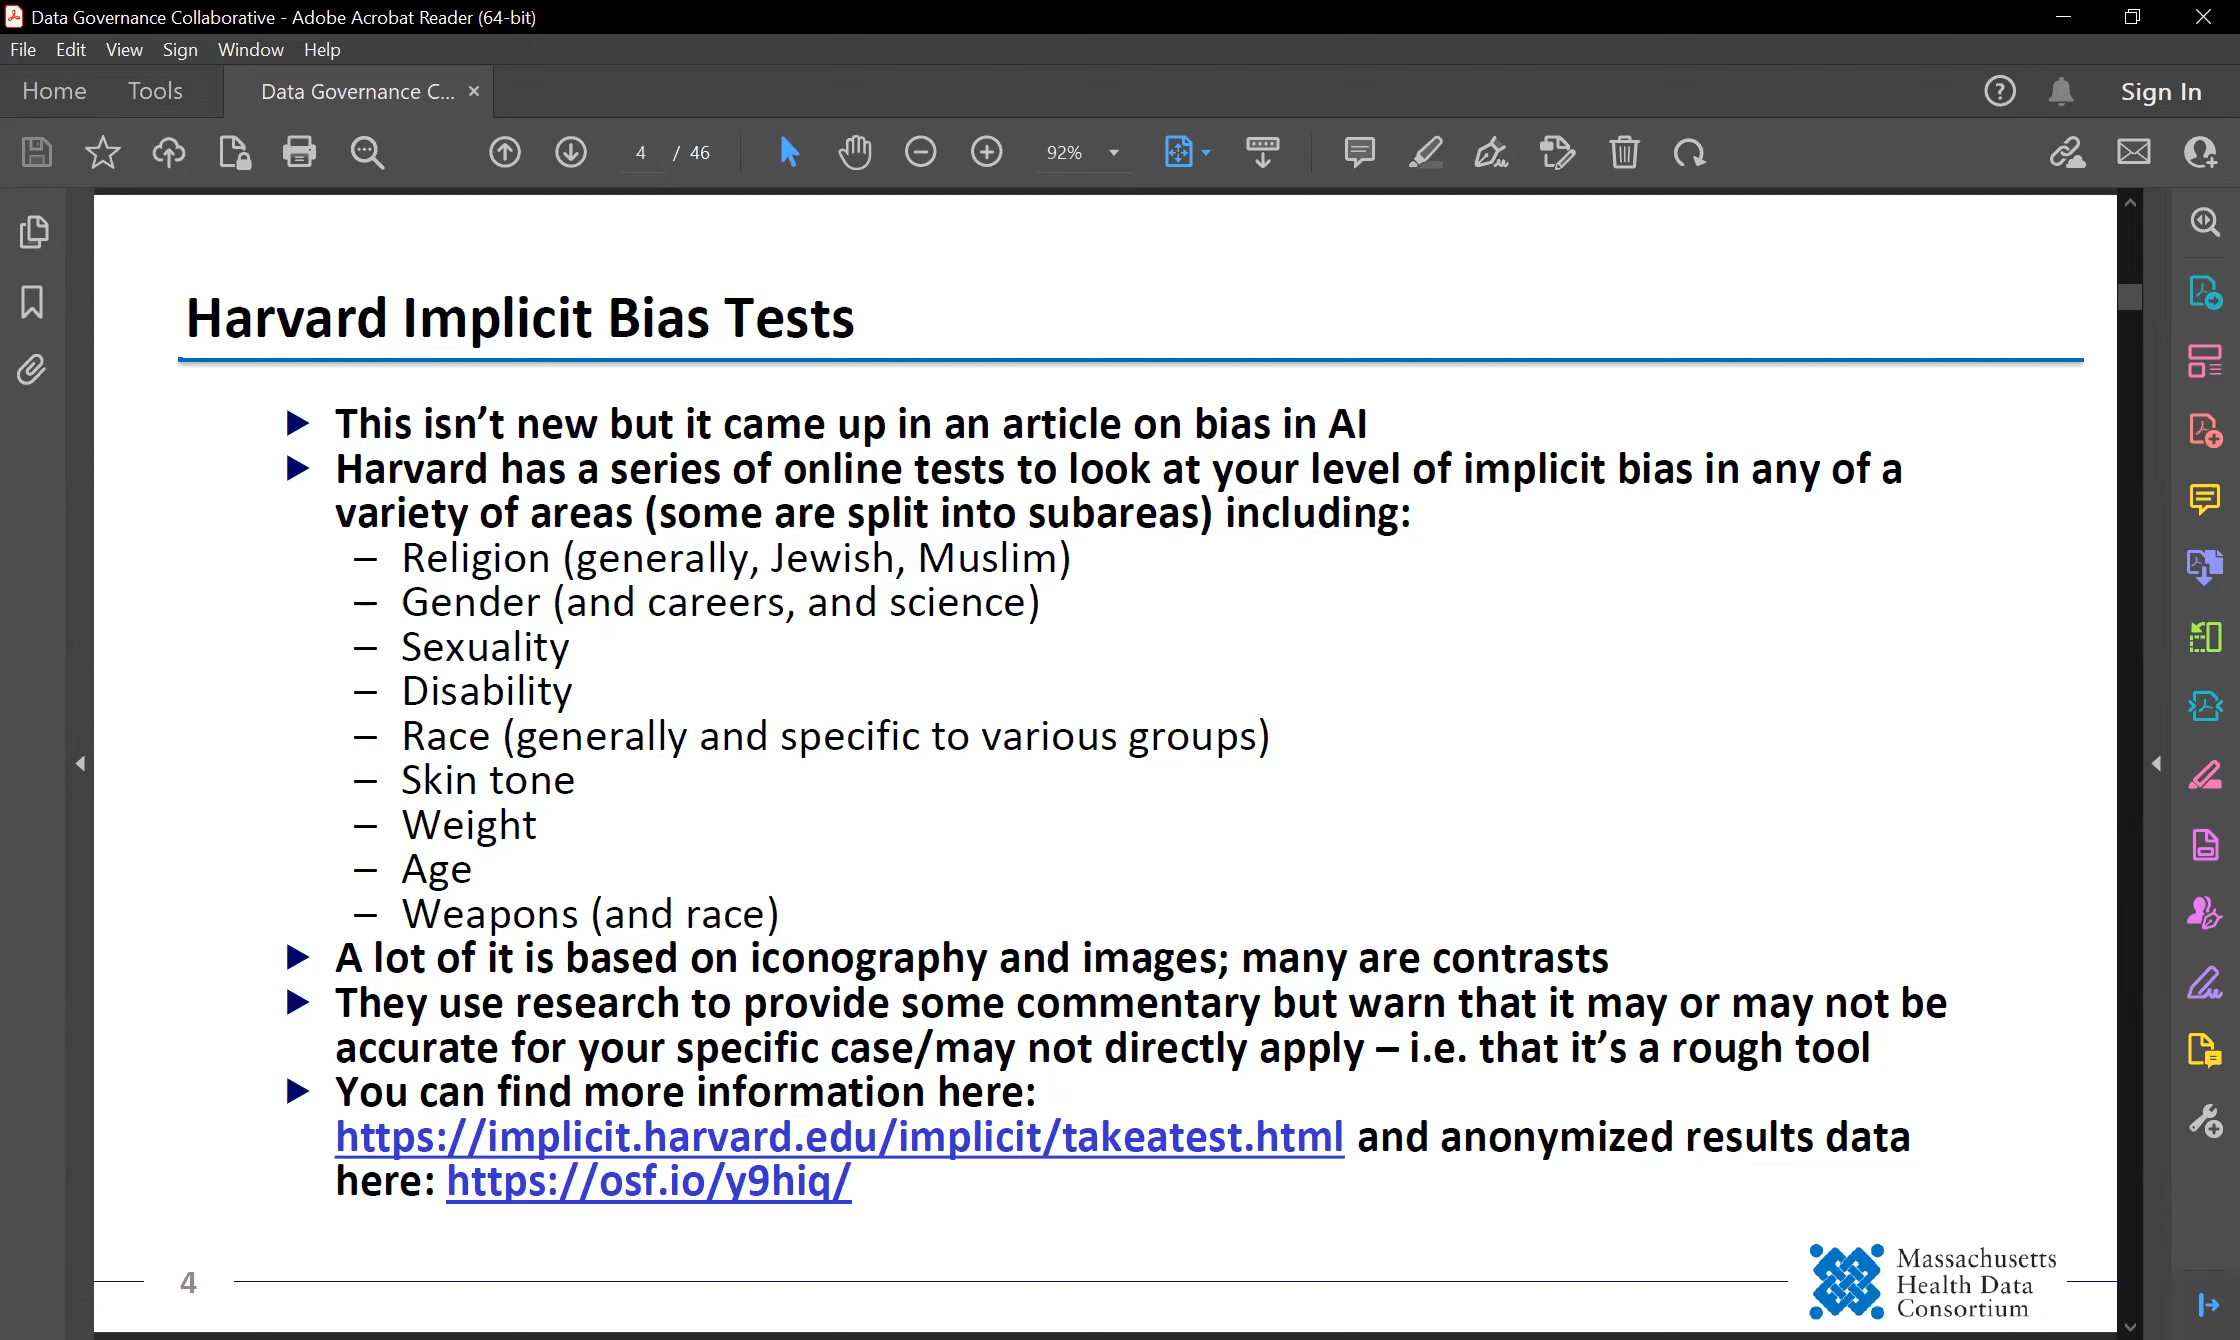 Data Governance Collaborative - Adobe Acrobat Reader (64-bit)
File Edit View Sign Window Help
Home Tools Data Governance C... × Sign In
4 / 46 92%
Harvard Implicit Bias Tests
▶ This isn’t new but it came up in an article on bias in AI
▶ Harvard has a series of online tests to look at your level of implicit bias in any of a
variety of areas (some are split into subareas) including:
– Religion (generally, Jewish, Muslim)
– Gender (and careers, and science)
– Sexuality
– Disability
– Race (generally and specific to various groups)
– Skin tone
– Weight
– Age
– Weapons (and race)
▶ A lot of it is based on iconography and images; many are contrasts
▶ They use research to provide some commentary but warn that it may or may not be
accurate for your specific case/may not directly apply – i.e. that it’s a rough tool
▶ You can find more information here:
https://implicit.harvard.edu/implicit/takeatest.html and anonymized results data
here: https://osf.io/y9hiq/
4
Massachusetts
Health Data
Consortium